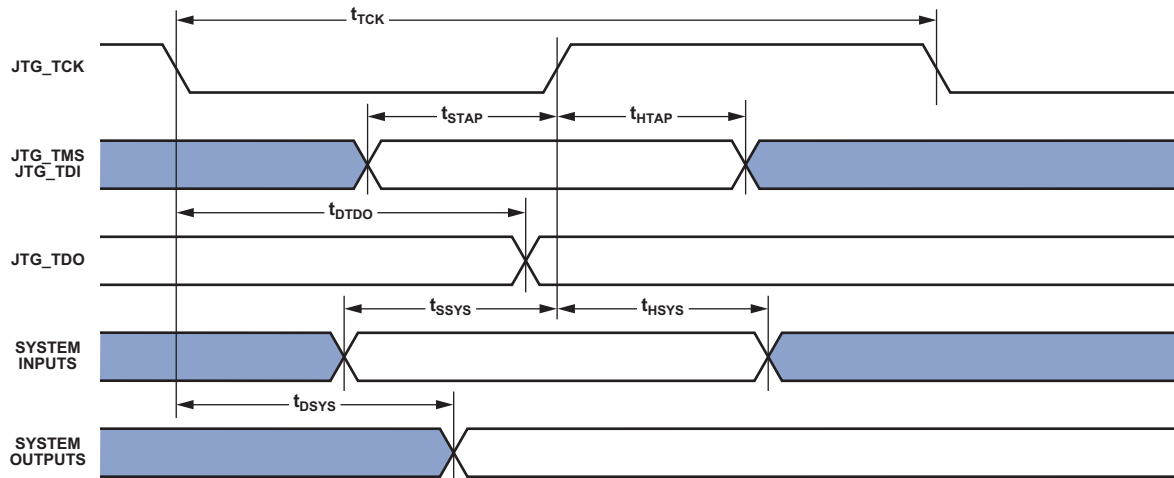 tTCK
JTG_TCK
tSTAP
tHTAP
JTG_TMS
JTG_TDI
tDTDO
JTG_TDO
tSSYS
tHSYS
SYSTEM
INPUTS
tDSYS
SYSTEM
OUTPUTS